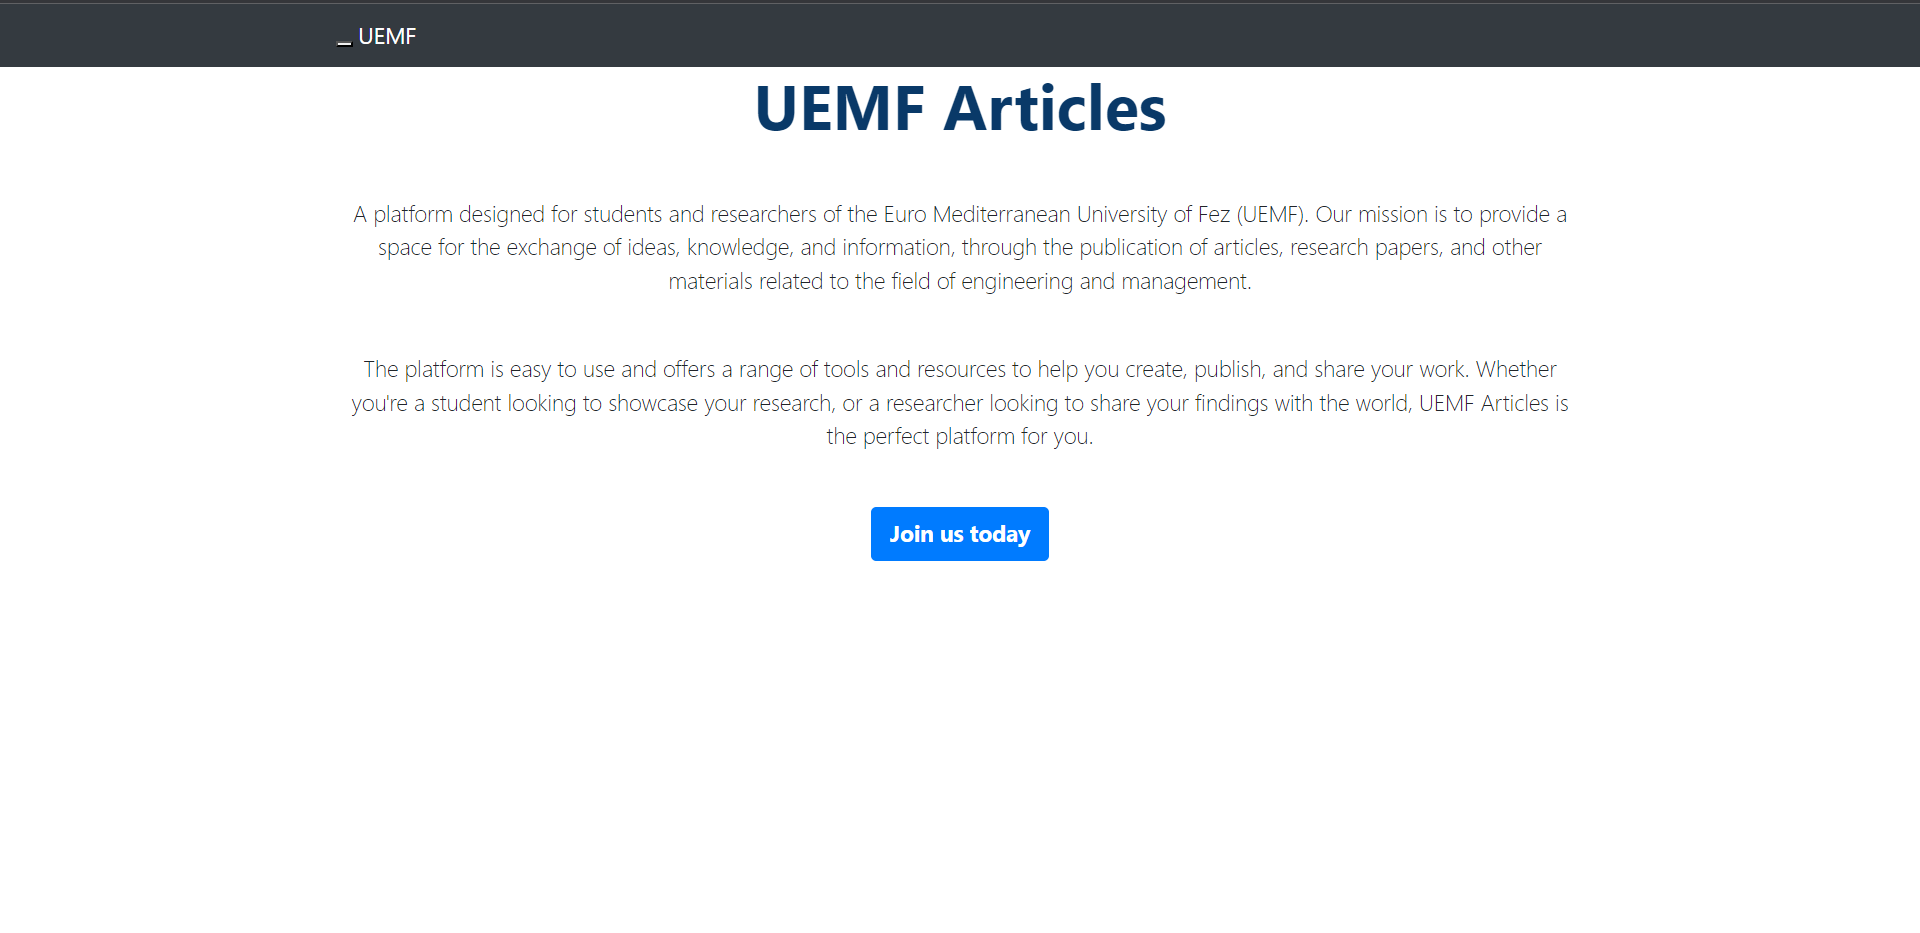 UEMF
UEMF Articles
A platform designed for students and researchers of the Euro Mediterranean University of Fez (UEMF). Our mission is to provide a
space for the exchange of ideas, knowledge, and information, through the publication of articles, research papers, and other
materials related to the field of engineering and management.
The platform is easy to use and offers a range of tools and resources to help you create, publish, and share your work. Whether
you're a student looking to showcase your research, or a researcher looking to share your findings with the world, UEMF Articles is
the perfect platform for you.
Join us today